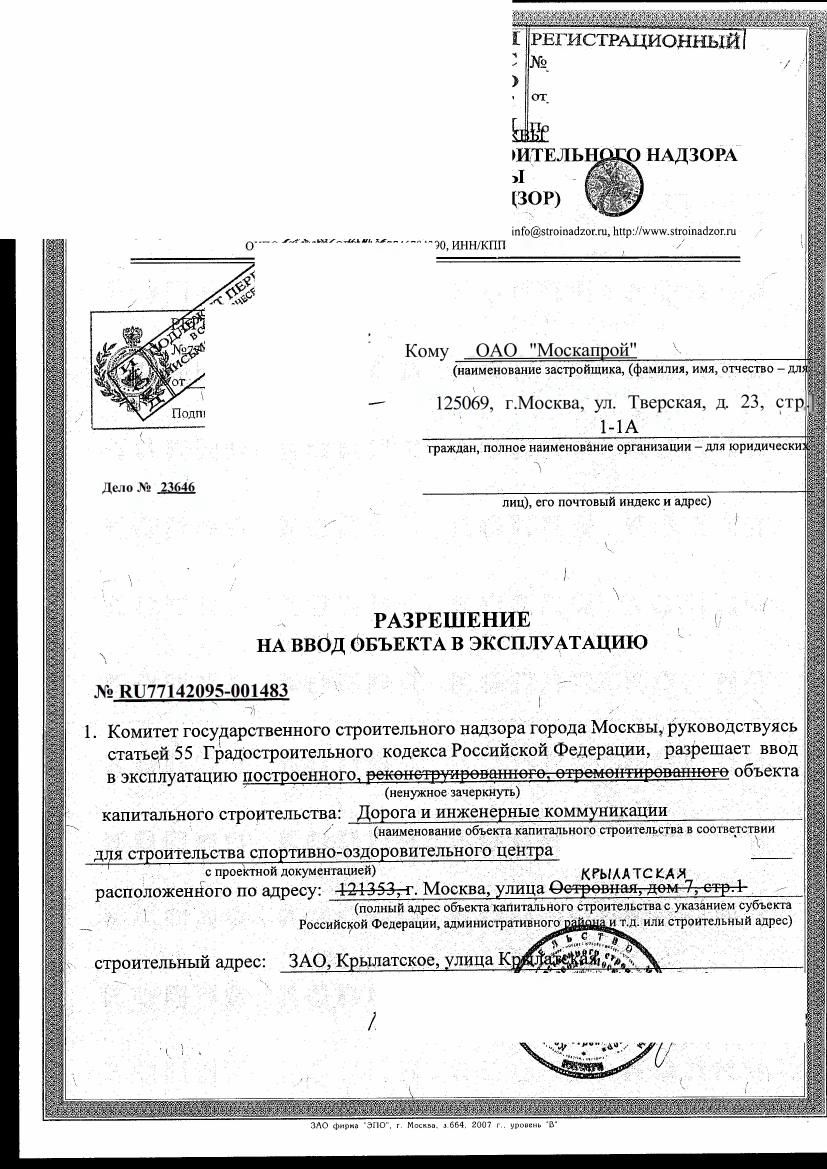 РЕГИСТРАЦИОННЫЙ
№
от
По
КВЫ
ИТЕЛЬНОГО НАДЗОРА
Ы
ЗОР)
info@stroinadzor.ru, http://www.stroinadzor.ru
90, ИНН/КПП
Кому ОАО "Москапрой"
(наименование застройщика, (фамилия, имя, отчество – для
125069, г.Москва, ул. Тверская, д. 23, стр.
1-1А
граждан, полное наименование организации – для юридических
от
Подп
Дело № 23646
лиц), его почтовый индекс и адрес)
РАЗРЕШЕНИЕ
НА ВВОД ОБЪЕКТА В ЭКСПЛУАТАЦИЮ
№ RU77142095-001483
1. Комитет государственного строительного надзора города Москвы, руководствуясь
статьей 55 Градостроительного кодекса Российской Федерации, разрешает ввод
в эксплуатацию построенного, реконструированного, отремонтированного объекта
(ненужное зачеркнуть)
капитального строительства: Дорога и инженерные коммуникации
(наименование объекта капитального строительства в соответствии
для строительства спортивно-оздоровительного центра
с проектной документацией)
КРЫЛАТСКАЯ
расположенного по адресу: 121353, г. Москва, улица Островная, дом 7, стр.1
(полный адрес объекта капитального строительства с указанием субъекта
Российской Федерации, административного района и т.д. или строительный адрес)
строительный адрес: ЗАО, Крылатское, улица Крылатская
ЗАО фирма "ЭПО", г. Москва, з.664, 2007 г., уровень "В"